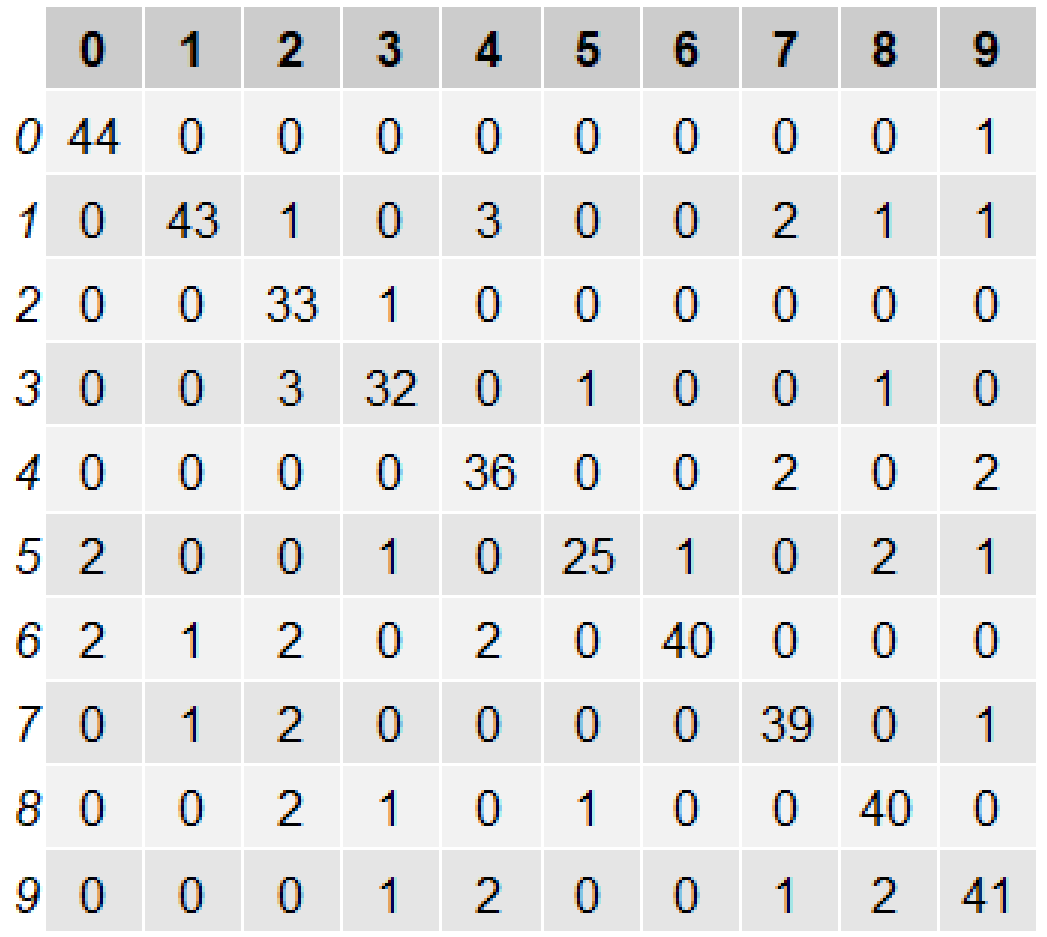 0 1 2 3 4 5 6 7 8 9
0 44 0 0 0 0 0 0 0 0 1
1 0 43 1 0 3 0 0 2 1 1
2 0 0 33 1 0 0 0 0 0 0
3 0 0 3 32 0 1 0 0 1 0
4 0 0 0 0 36 0 0 2 0 2
5 2 0 0 1 0 25 1 0 2 1
6 2 1 2 0 2 0 40 0 0 0
7 0 1 2 0 0 0 0 39 0 1
8 0 0 2 1 0 1 0 0 40 0
9 0 0 0 1 2 0 0 1 2 41